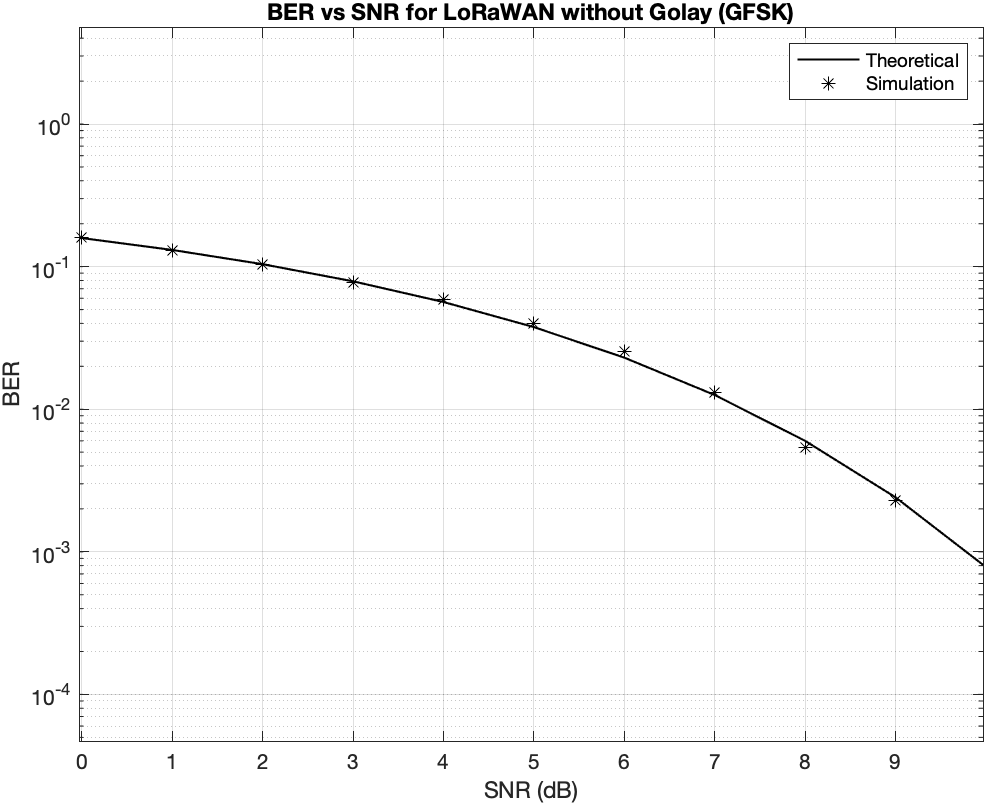 BER vs SNR for LoRaWAN without Golay (GFSK)
Theoretical
Simulation
10^0
10^-1
10^-2
10^-3
10^-4
BER
0 1 2 3 4 5 6 7 8 9
SNR (dB)